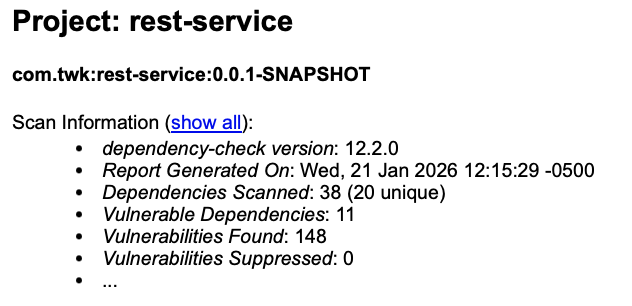 Project: rest-service
com.twk:rest-service:0.0.1-SNAPSHOT
Scan Information (show all):
• dependency-check version: 12.2.0
• Report Generated On: Wed, 21 Jan 2026 12:15:29 -0500
• Dependencies Scanned: 38 (20 unique)
• Vulnerable Dependencies: 11
• Vulnerabilities Found: 148
• Vulnerabilities Suppressed: 0
• ...